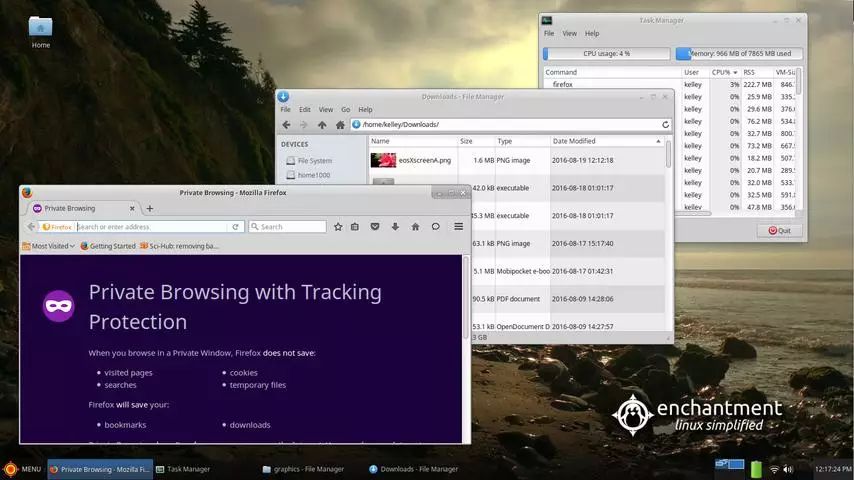 Home
Task Manager
File View Help
CPU usage: 4 %
Memory: 966 MB of 7865 MB used
Command User CPU% RSS VM-Siz
firefox kelley 3% 222.7 MB 846.
kelley 0% 25.9 MB 335.
kelley 0% 29.6 MB 376.
kelley 0% 76.2 MB 534.
kelley 0% 32.7 MB 800.
kelley 0% 73.2 MB 667.
kelley 0% 18.2 MB 507.
kelley 0% 20.7 MB 289.
kelley 0% 32.0 MB 533.
kelley 0% 32.5 MB 931.
kelley 0% 47.8 MB 356.
Quit
Downloads - File Manager
File Edit View Go Help
/home/kelley/Downloads/
DEVICES
File System
home1000
Name Size Type Date Modified
eosXscreenA.png 1.6 MB PNG image 2016-08-19 12:12:18
42.0 kB executable 2016-08-18 01:01:17
45.3 MB executable 2016-08-18 01:01:17
63.1 kB PNG image 2016-08-17 15:17:40
5.1 MB Mobipocket e-boo 2016-08-17 01:42:31
90.5 kB PDF document 2016-08-09 14:28:06
53.1 kB OpenDocument D 2016-08-09 14:27:57
.3 GB
Private Browsing - Mozilla Firefox
Private Browsing
Firefox Search or enter address
Search
Most Visited Getting Started Sci-Hub: removing ba...
Private Browsing with Tracking
Protection
When you browse in a Private Window, Firefox does not save:
visited pages cookies
searches temporary files
Firefox will save your:
bookmarks downloads
enchantment
linux simplified
MENU Private Browsing - Mozilla Fi... Task Manager graphics - File Manager Downloads - File Manager 12:17:24 PM